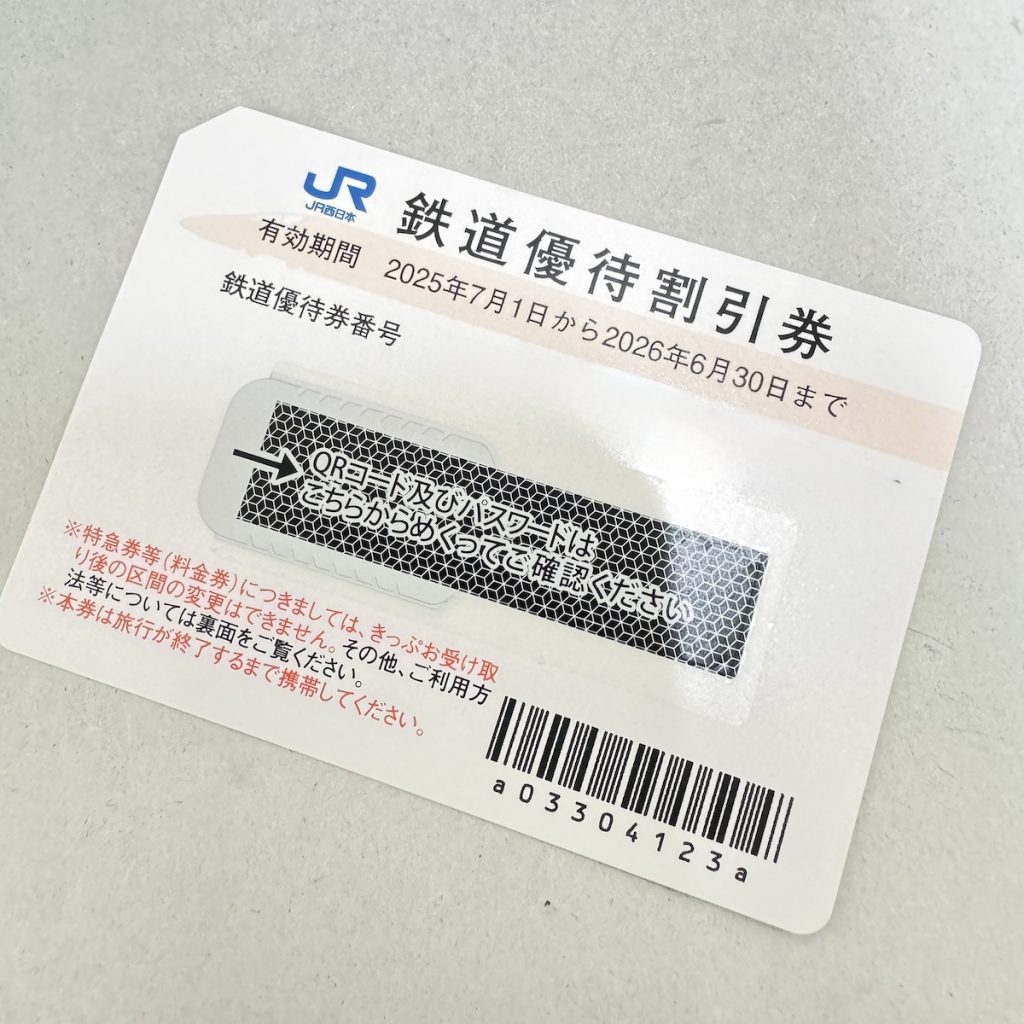 JR
JR西日本
鉄道優待割引券
有効期間 2025年7月1日から2026年6月30日まで
鉄道優待券番号
QRコード及びパスワードは
こちらからめくってご確認ください
※特急券等(料金券)につきましては、きっぷお受け取
り後の区間の変更はできません。その他、ご利用方
法等については裏面をご覧ください。
※本券は旅行が終了するまで携帯してください。
a03304123a